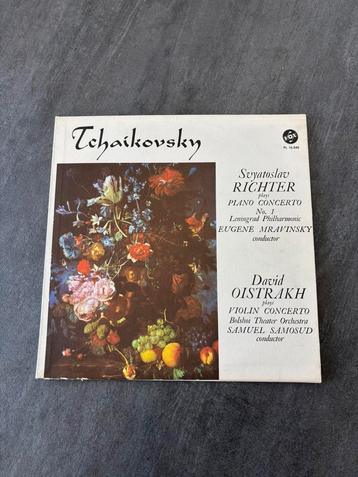 Tchaikovsky
VOX
Svyatoslav
RICHTER
plays
PIANO CONCERTO
No. 1
Leningrad Philharmonic
EUGENE MRAVINSKY
conductor
David
OISTRAKH
plays
VIOLIN CONCERTO
Bolshoi Theater Orchestra
SAMUEL SAMOSUD
conductor